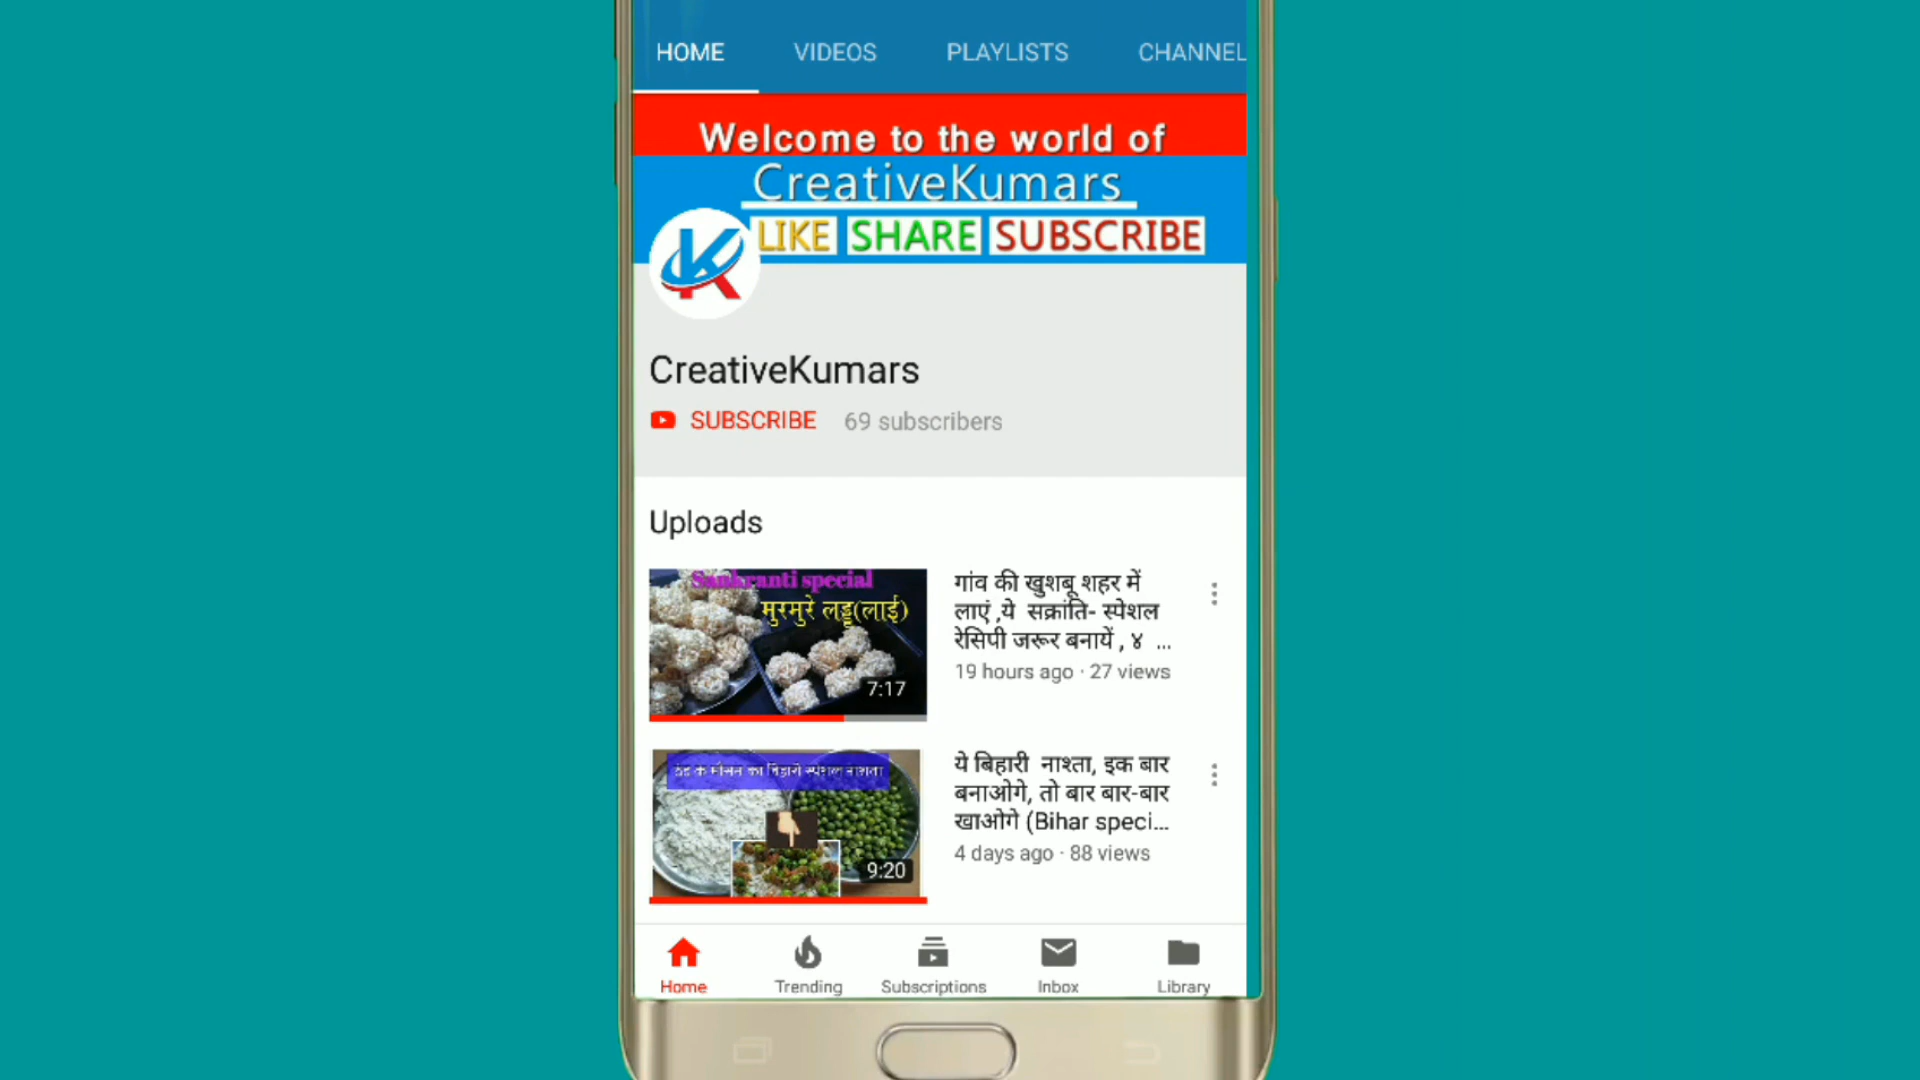 HOME VIDEOS PLAYLISTS CHANNEL
Welcome to the world of
CreativeKumars
LIKE SHARE SUBSCRIBE
CreativeKumars
SUBSCRIBE 69 subscribers
Uploads
Sankranti special
मुरमुरे लड्डू(लाई)
7:17
गांव की खुशबू शहर में
लाएं ,ये सक्रांति- स्पेशल
रेसिपी जरूर बनायें , ४ ...
19 hours ago · 27 views
ठंड के मौसम का बिहारी स्पेशल नाश्ता
9:20
ये बिहारी नाश्ता, इक बार
बनाओगे, तो बार बार-बार
खाओगे (Bihar speci...
4 days ago · 88 views
Home Trending Subscriptions Inbox Library